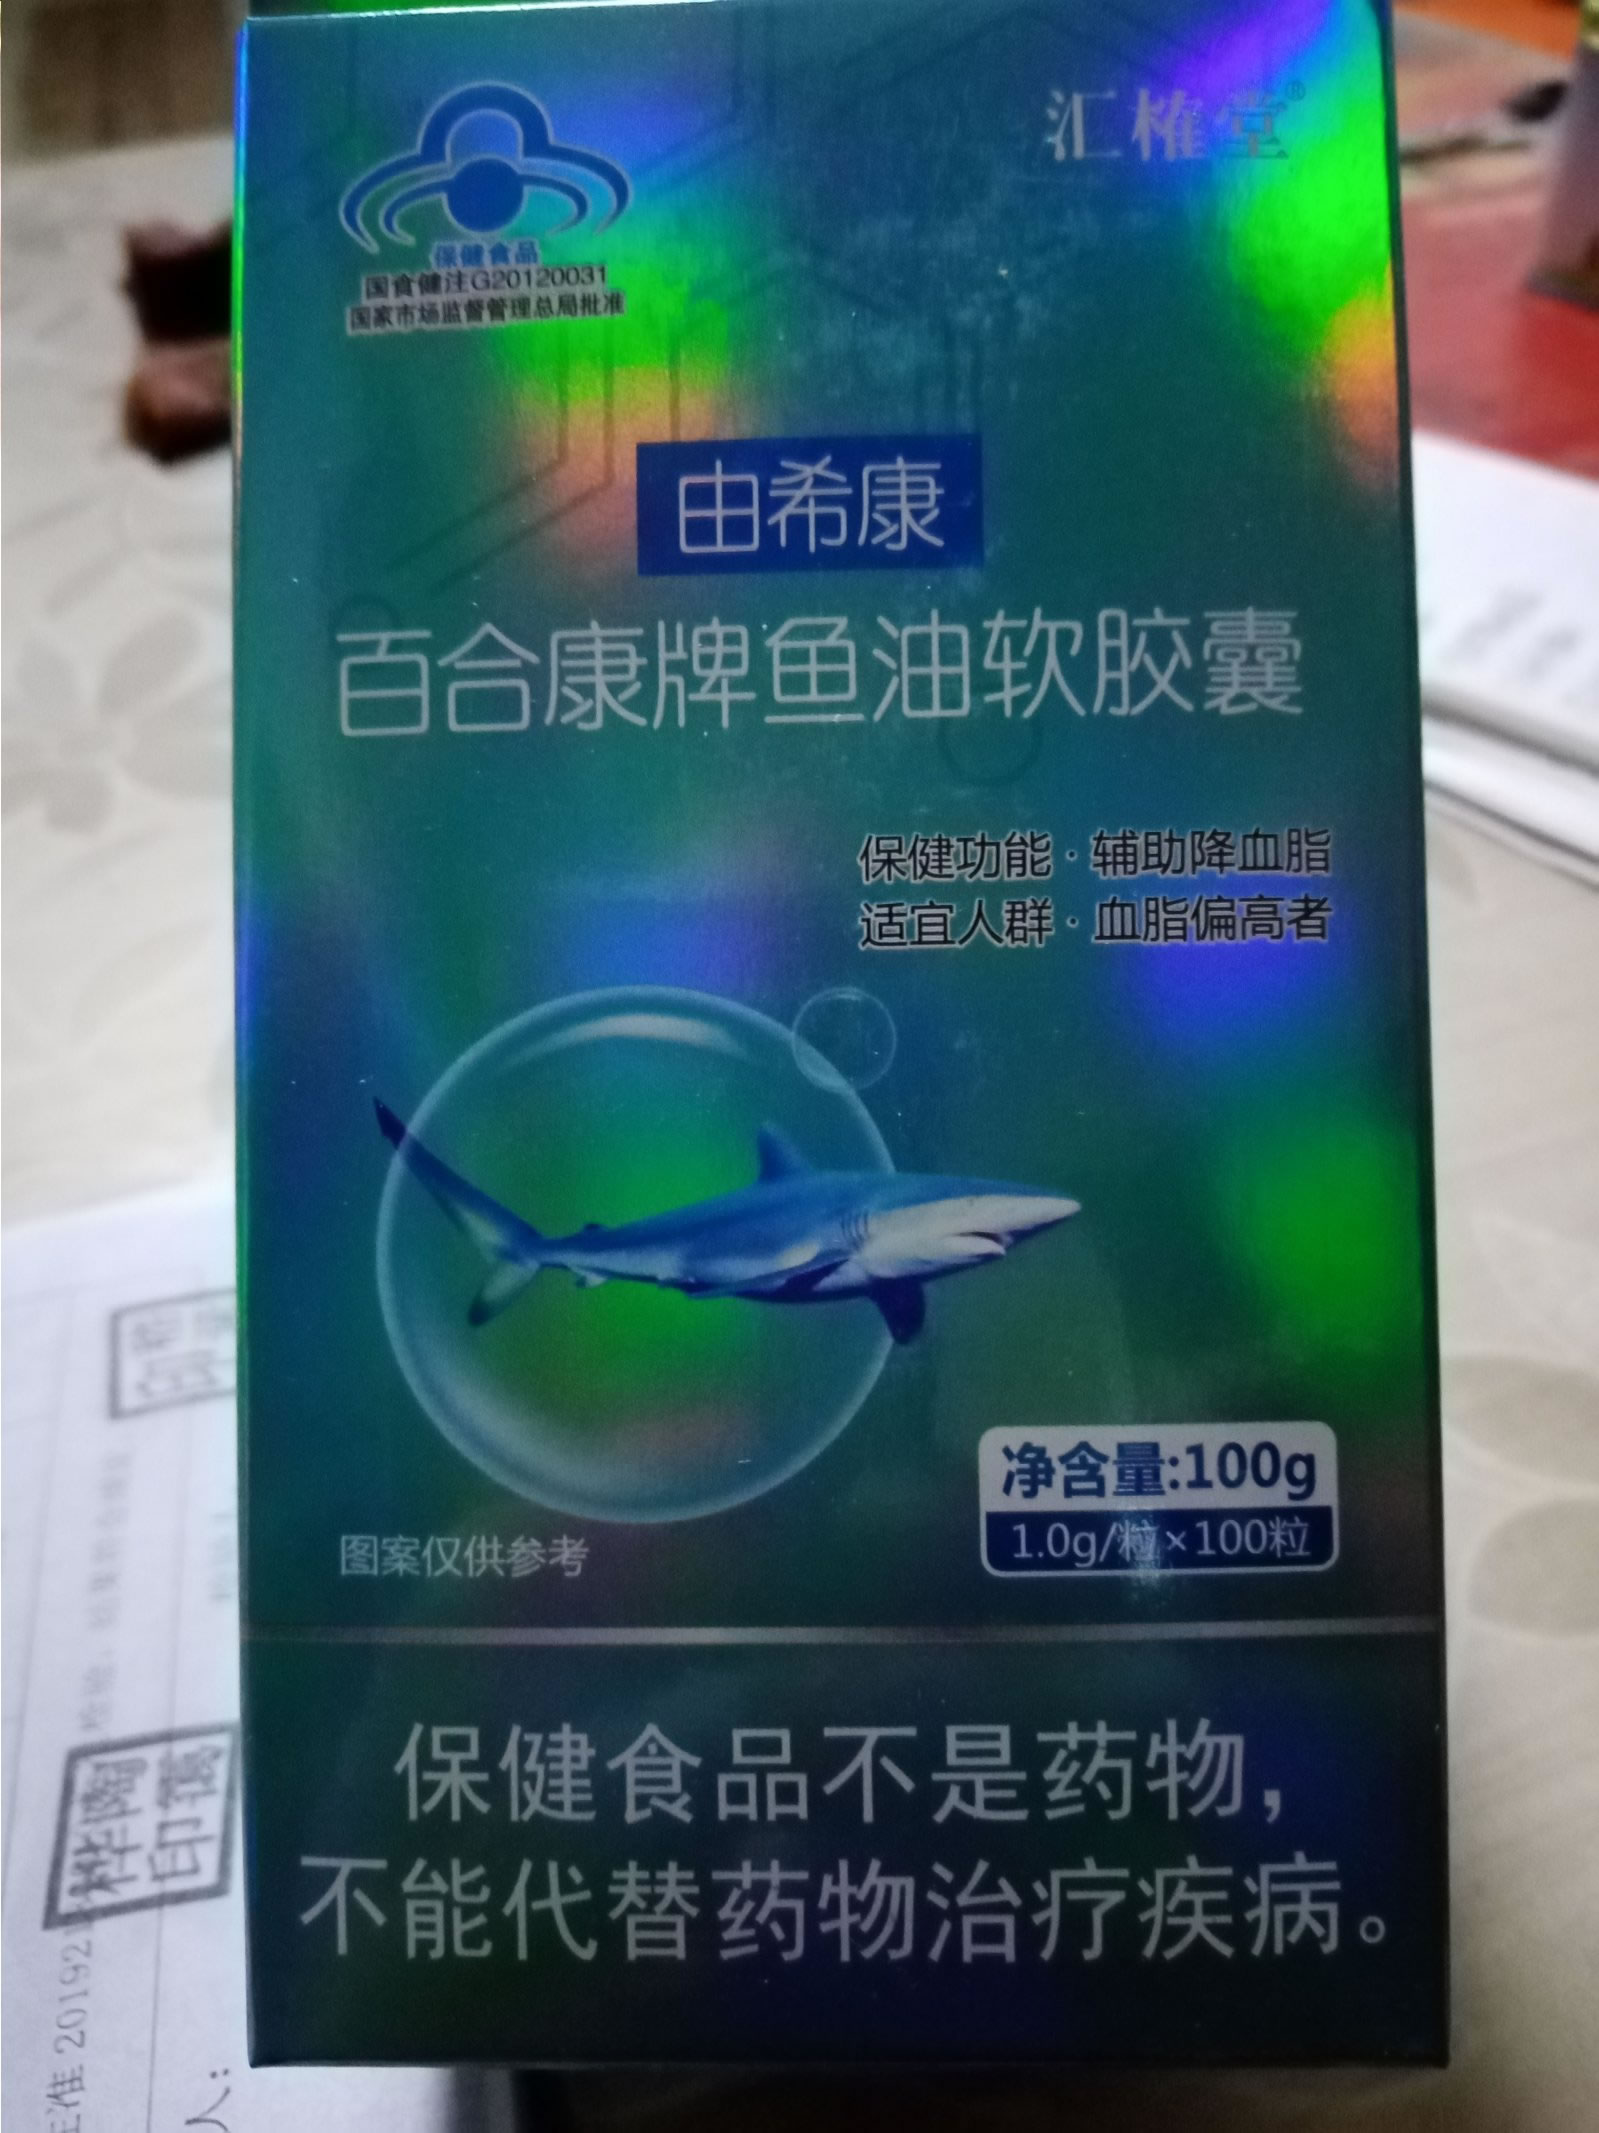 汇榷堂®
保健食品
国食健注G20120031
国家市场监督管理总局批准
由希康
百合康牌鱼油软胶囊
保健功能·辅助降血脂
适宜人群·血脂偏高者
净含量:100g
1.0g/粒×100粒
图案仅供参考
保健食品不是药物，
不能代替药物治疗疾病。